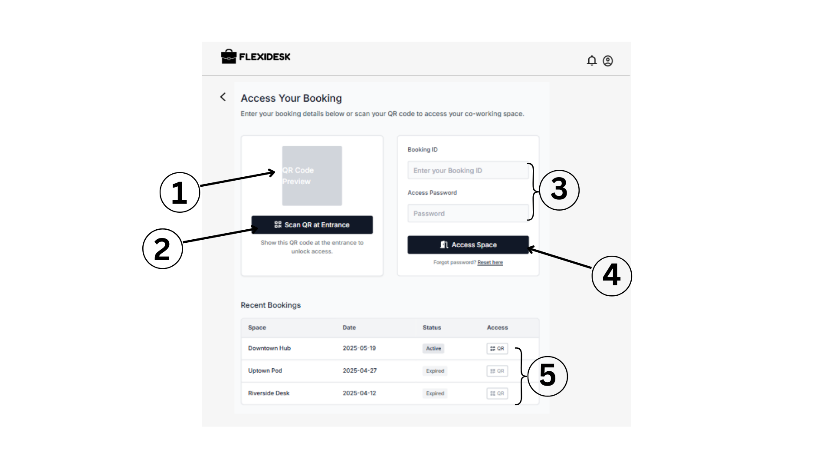 FLEXIDESK
Access Your Booking
Enter your booking details below or scan your QR code to access your co-working space.
QR Code
Preview
1
Scan QR at Entrance
2
Show this QR code at the entrance to
unlock access.
Booking ID
Enter your Booking ID
3
Access Password
Password
Access Space
4
Forgot password? Reset here
Recent Bookings
Space Date Status Access
Downtown Hub 2025-05-19 Active QR
Uptown Pod 2025-04-27 Expired QR
5
Riverside Desk 2025-04-12 Expired QR